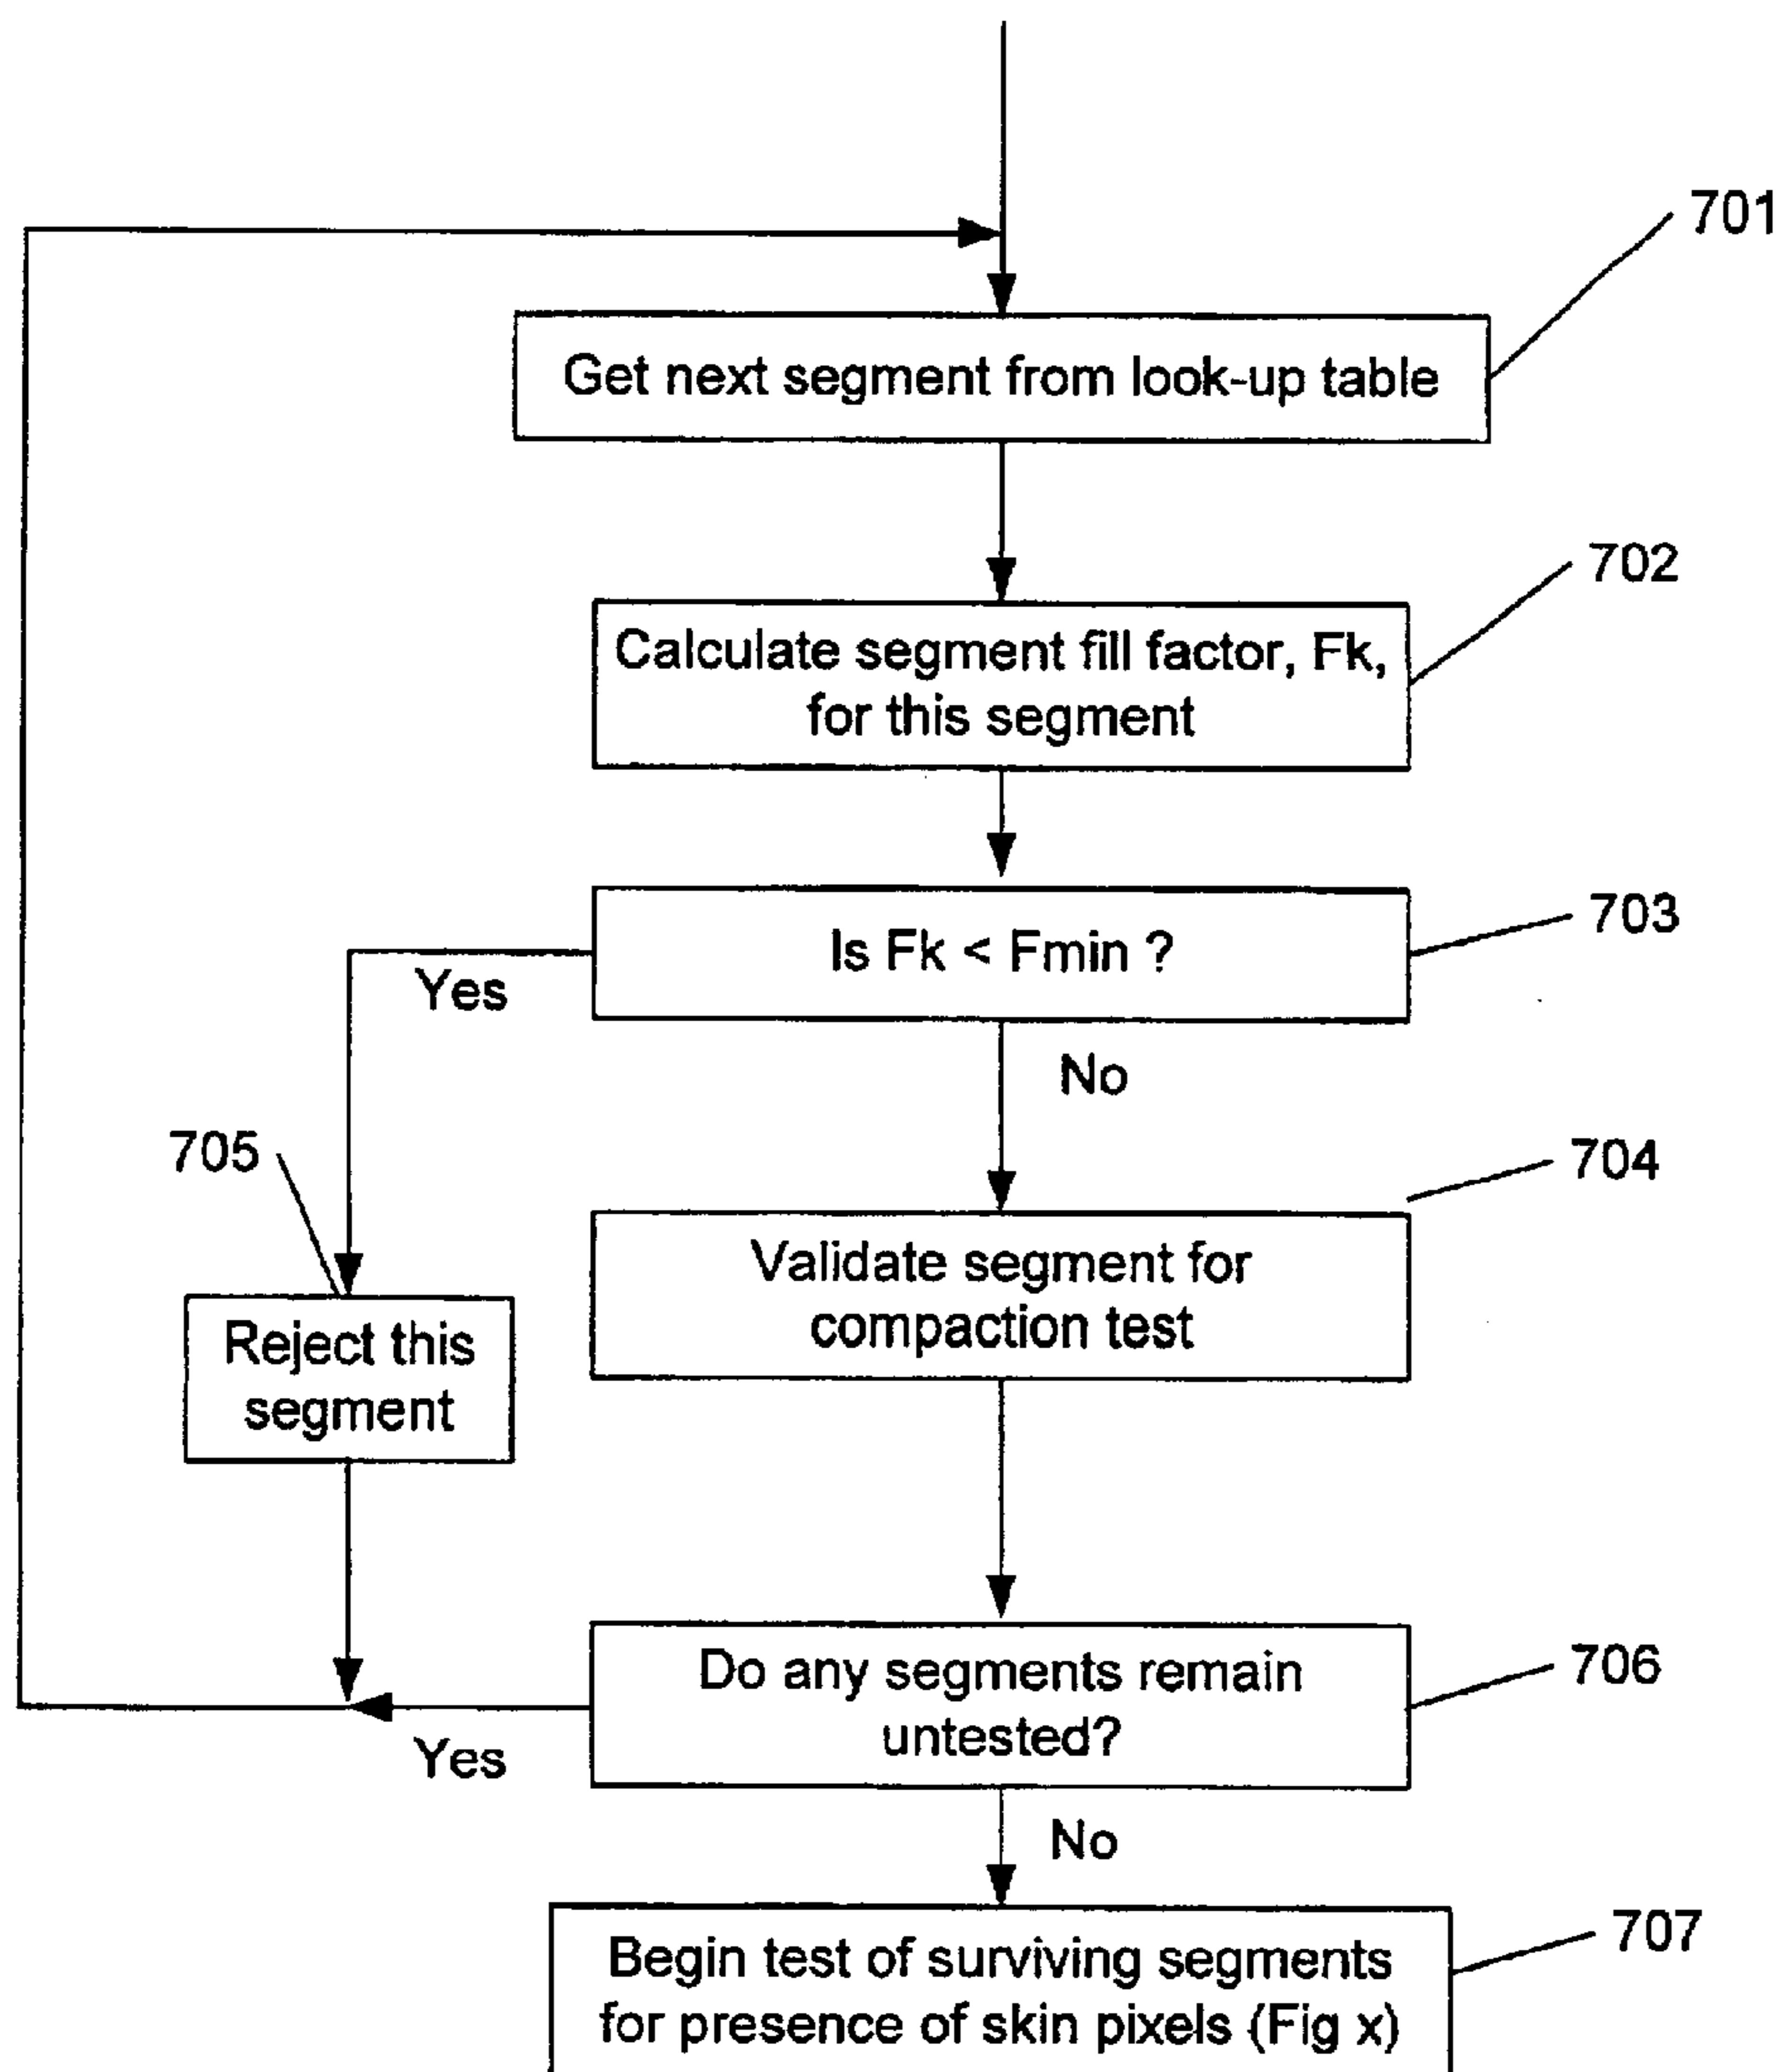 701
Get next segment from look-up table
702
Calculate segment fill factor, Fk,
for this segment
703
Is Fk < Fmin ?
Yes
No
705
704
Validate segment for
compaction test
Reject this
segment
706
Do any segments remain
untested?
Yes
No
707
Begin test of surviving segments
for presence of skin pixels (Fig x)